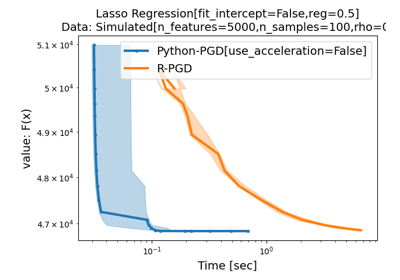 Lasso Regression[fit_intercept=False,reg=0.5]
Data: Simulated[n_features=5000,n_samples=100,rho=0
Python-PGD[use_acceleration=False]
R-PGD
value: F(x)
5.1 × 10⁴
5 × 10⁴
4.9 × 10⁴
4.8 × 10⁴
4.7 × 10⁴
10⁻¹ 10⁰
Time [sec]